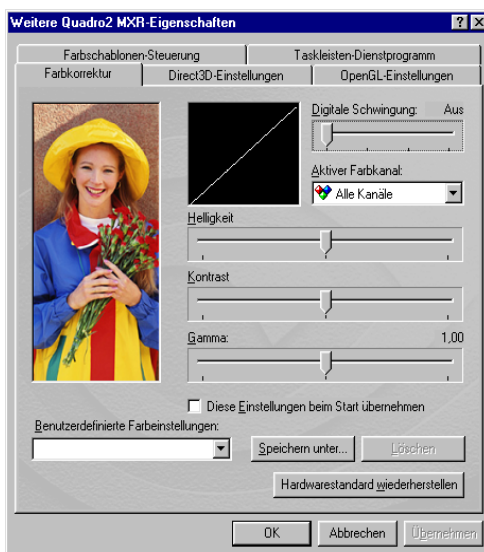 Weitere Quadro2 MXR-Eigenschaften
Farbschablonen-Steuerung
Taskleisten-Dienstprogramm
Farbkorrektur
Direct3D-Einstellungen
OpenGL-Einstellungen
Digitale Schwingung: Aus
Aktiver Farbkanal:
Alle Kanäle
Helligkeit
Kontrast
Gamma: 1,00
Diese Einstellungen beim Start übernehmen
Benutzerdefinierte Farbeinstellungen:
Speichern unter...
Löschen
Hardwarestandard wiederherstellen
OK
Abbrechen
Übernehmen